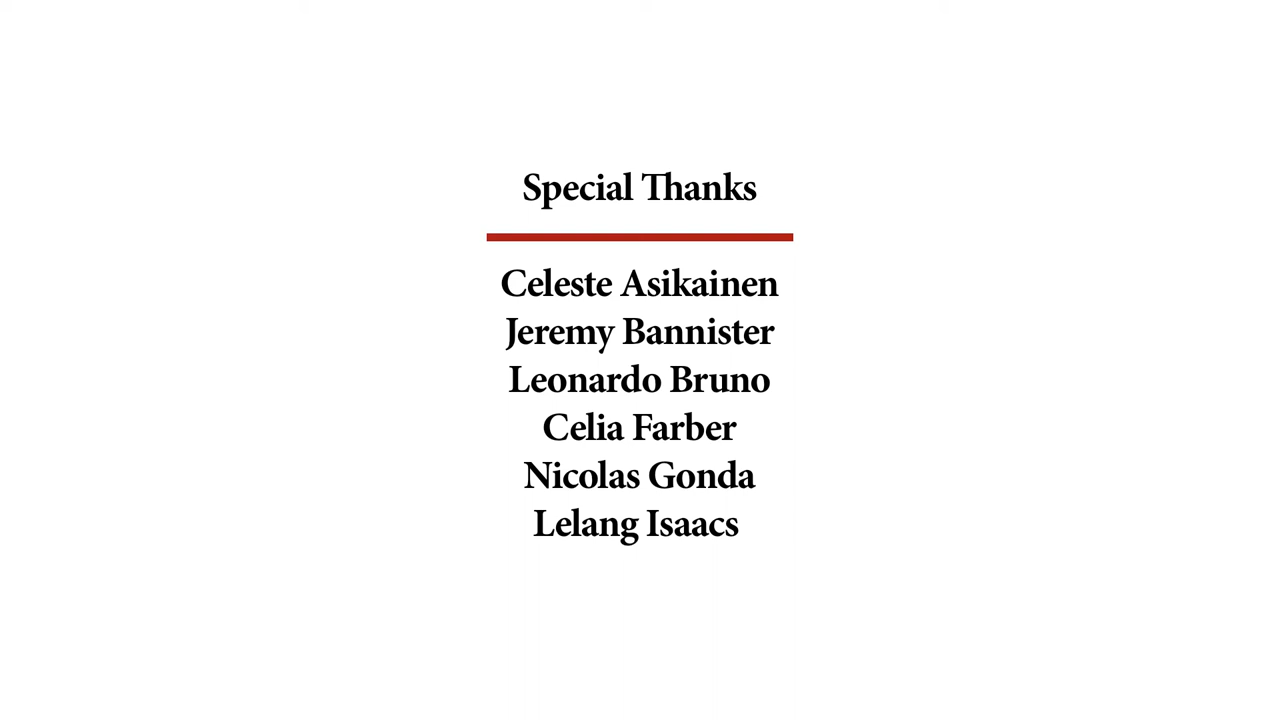 Special Thanks
Celeste Asikainen
Jeremy Bannister
Leonardo Bruno
Celia Farber
Nicolas Gonda
Lelang Isaacs